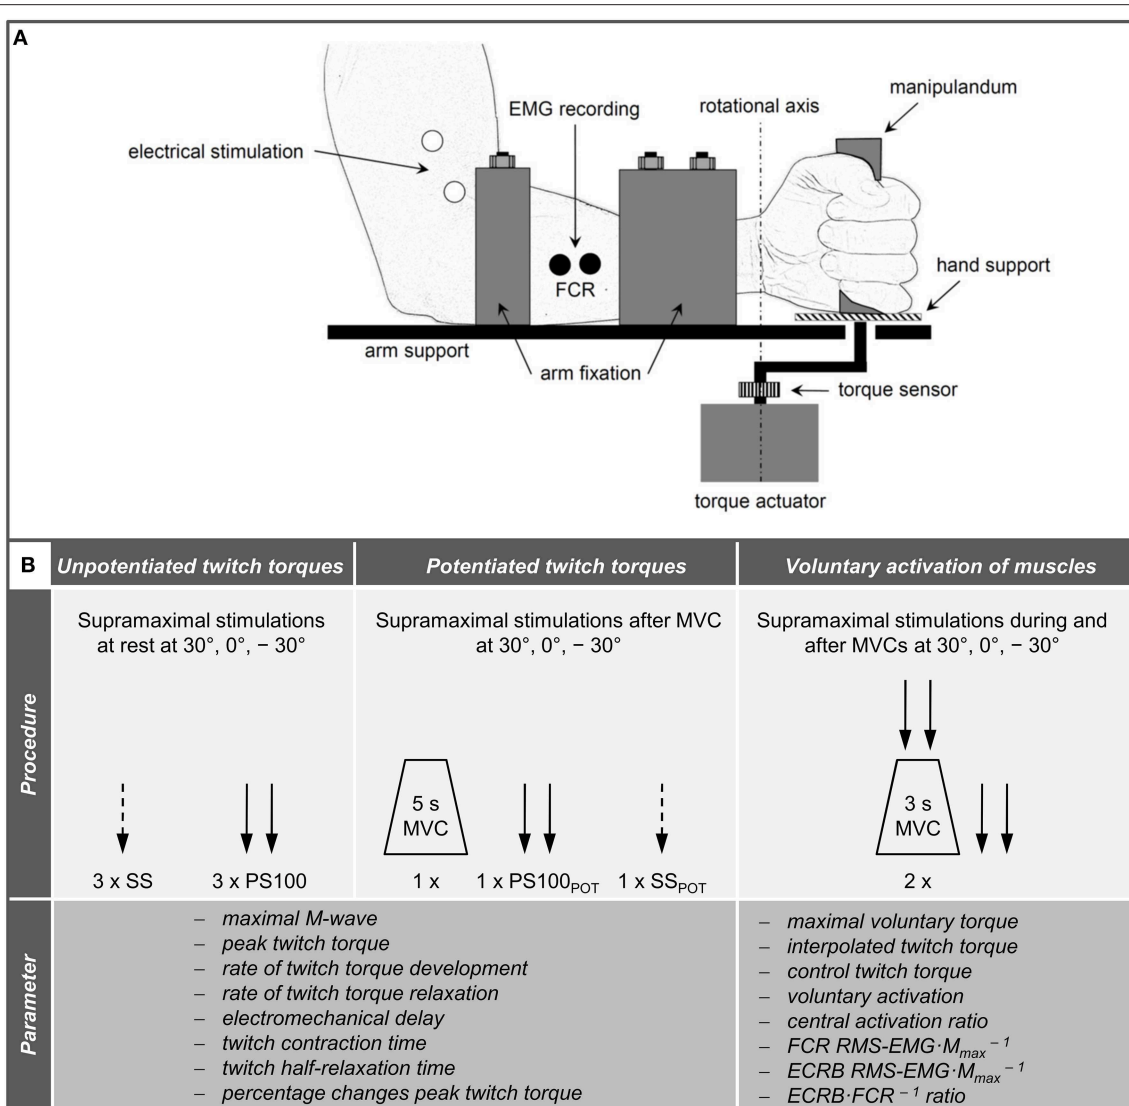 A
manipulandum
EMG recording
rotational axis
electrical stimulation
hand support
FCR
arm support
arm fixation
torque sensor
torque actuator
B
Unpotentiated twitch torques
Potentiated twitch torques
Voluntary activation of muscles
Procedure
Supramaximal stimulations
at rest at 30°, 0°, − 30°
3 x SS
3 x PS100
Supramaximal stimulations after MVC
at 30°, 0°, − 30°
5 s
MVC
1 x
1 x PS100POT
1 x SSPOT
Supramaximal stimulations during and
after MVCs at 30°, 0°, − 30°
3 s
MVC
2 x
Parameter
– maximal M-wave
– peak twitch torque
– rate of twitch torque development
– rate of twitch torque relaxation
– electromechanical delay
– twitch contraction time
– twitch half-relaxation time
– percentage changes peak twitch torque
– maximal voluntary torque
– interpolated twitch torque
– control twitch torque
– voluntary activation
– central activation ratio
– FCR RMS-EMG·Mmax⁻¹
– ECRB RMS-EMG·Mmax⁻¹
– ECRB·FCR⁻¹ ratio